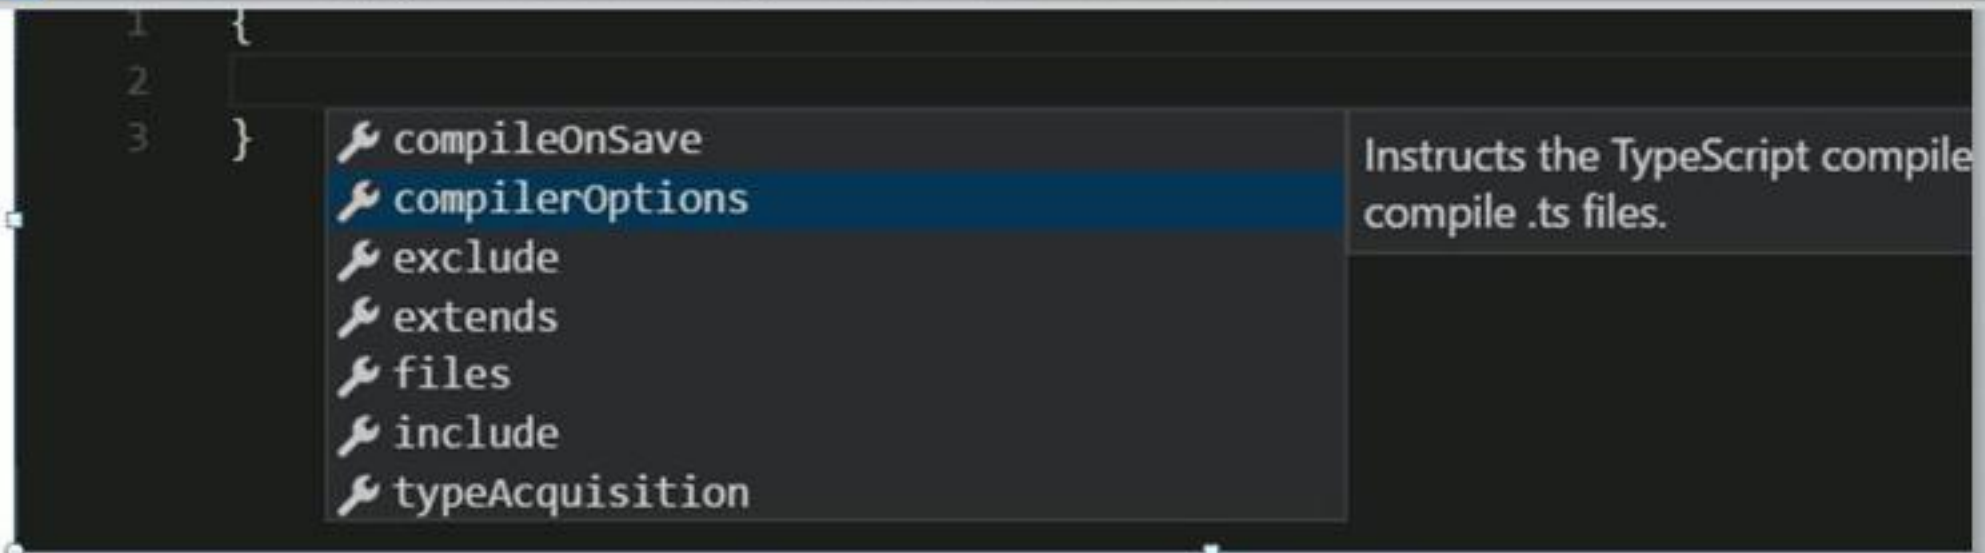 1 {
2
3 }
compileOnSave
compilerOptions
exclude
extends
files
include
typeAcquisition
Instructs the TypeScript compile
compile .ts files.